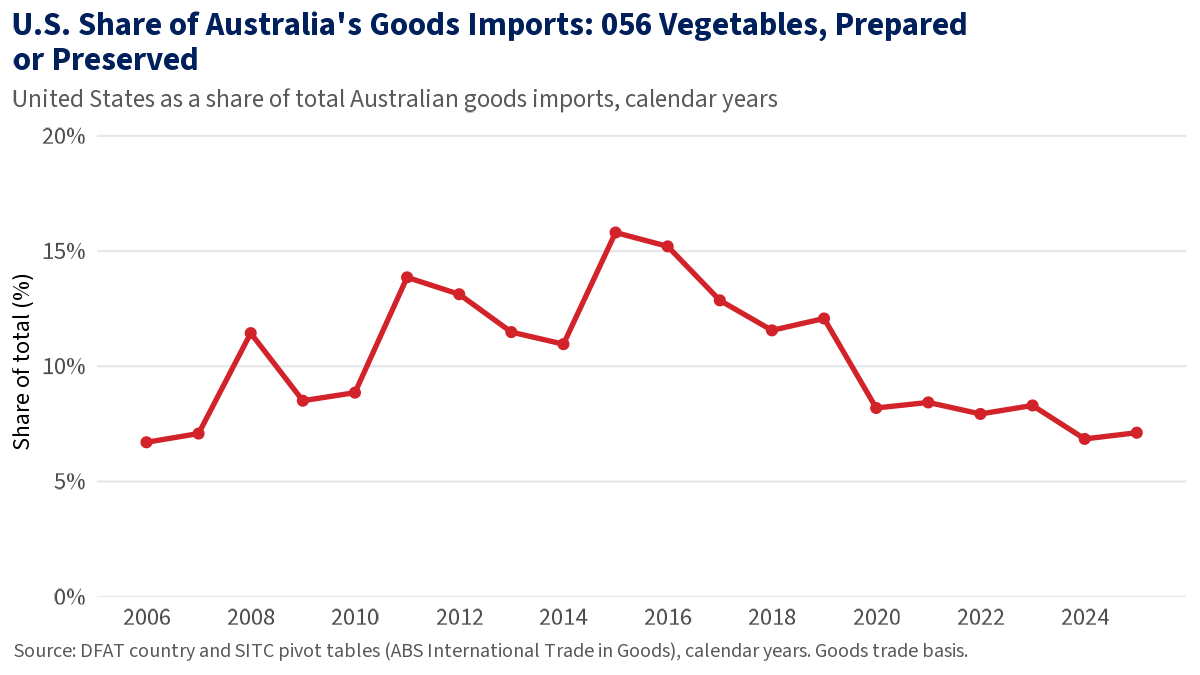 U.S. Share of Australia's Goods Imports: 056 Vegetables, Prepared
or Preserved
United States as a share of total Australian goods imports, calendar years
20%
15%
10%
5%
0%
Share of total (%)
2006 2008 2010 2012 2014 2016 2018 2020 2022 2024
Source: DFAT country and SITC pivot tables (ABS International Trade in Goods), calendar years. Goods trade basis.